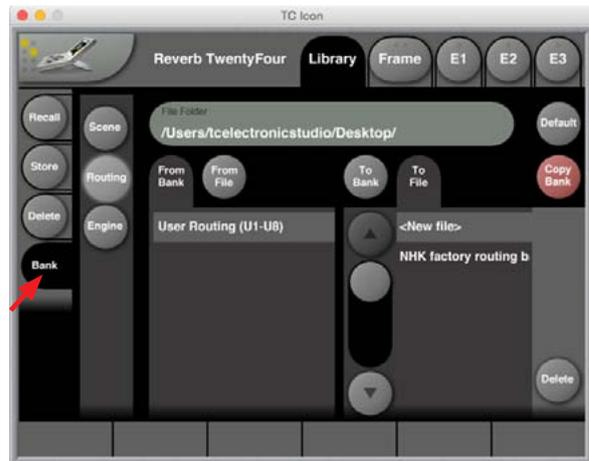 TC Icon
Reverb TwentyFour
Library
Frame
E1
E2
E3
Recall
Store
Delete
Bank
Scene
Routing
Engine
File Folder
/Users/tcelectronicstudio/Desktop/
Default
From
Bank
From
File
To
Bank
To
File
Copy
Bank
User Routing (U1-U8)
<New file>
NHK factory routing b
Delete